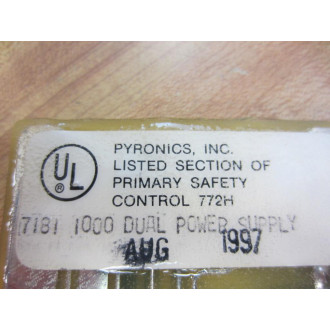 UL
®
PYRONICS, INC.
LISTED SECTION OF
PRIMARY SAFETY
CONTROL 772H
7181 1000 DUAL POWER SUPPLY
AUG 1997